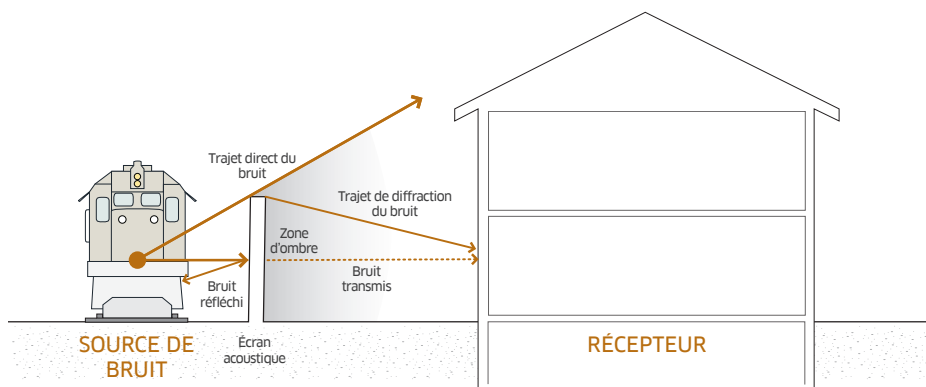 Trajet direct du
bruit
Trajet de diffraction
du bruit
Zone
d'ombre
Bruit
transmis
Bruit
réfléchi
Écran
acoustique
SOURCE DE
BRUIT
RÉCEPTEUR